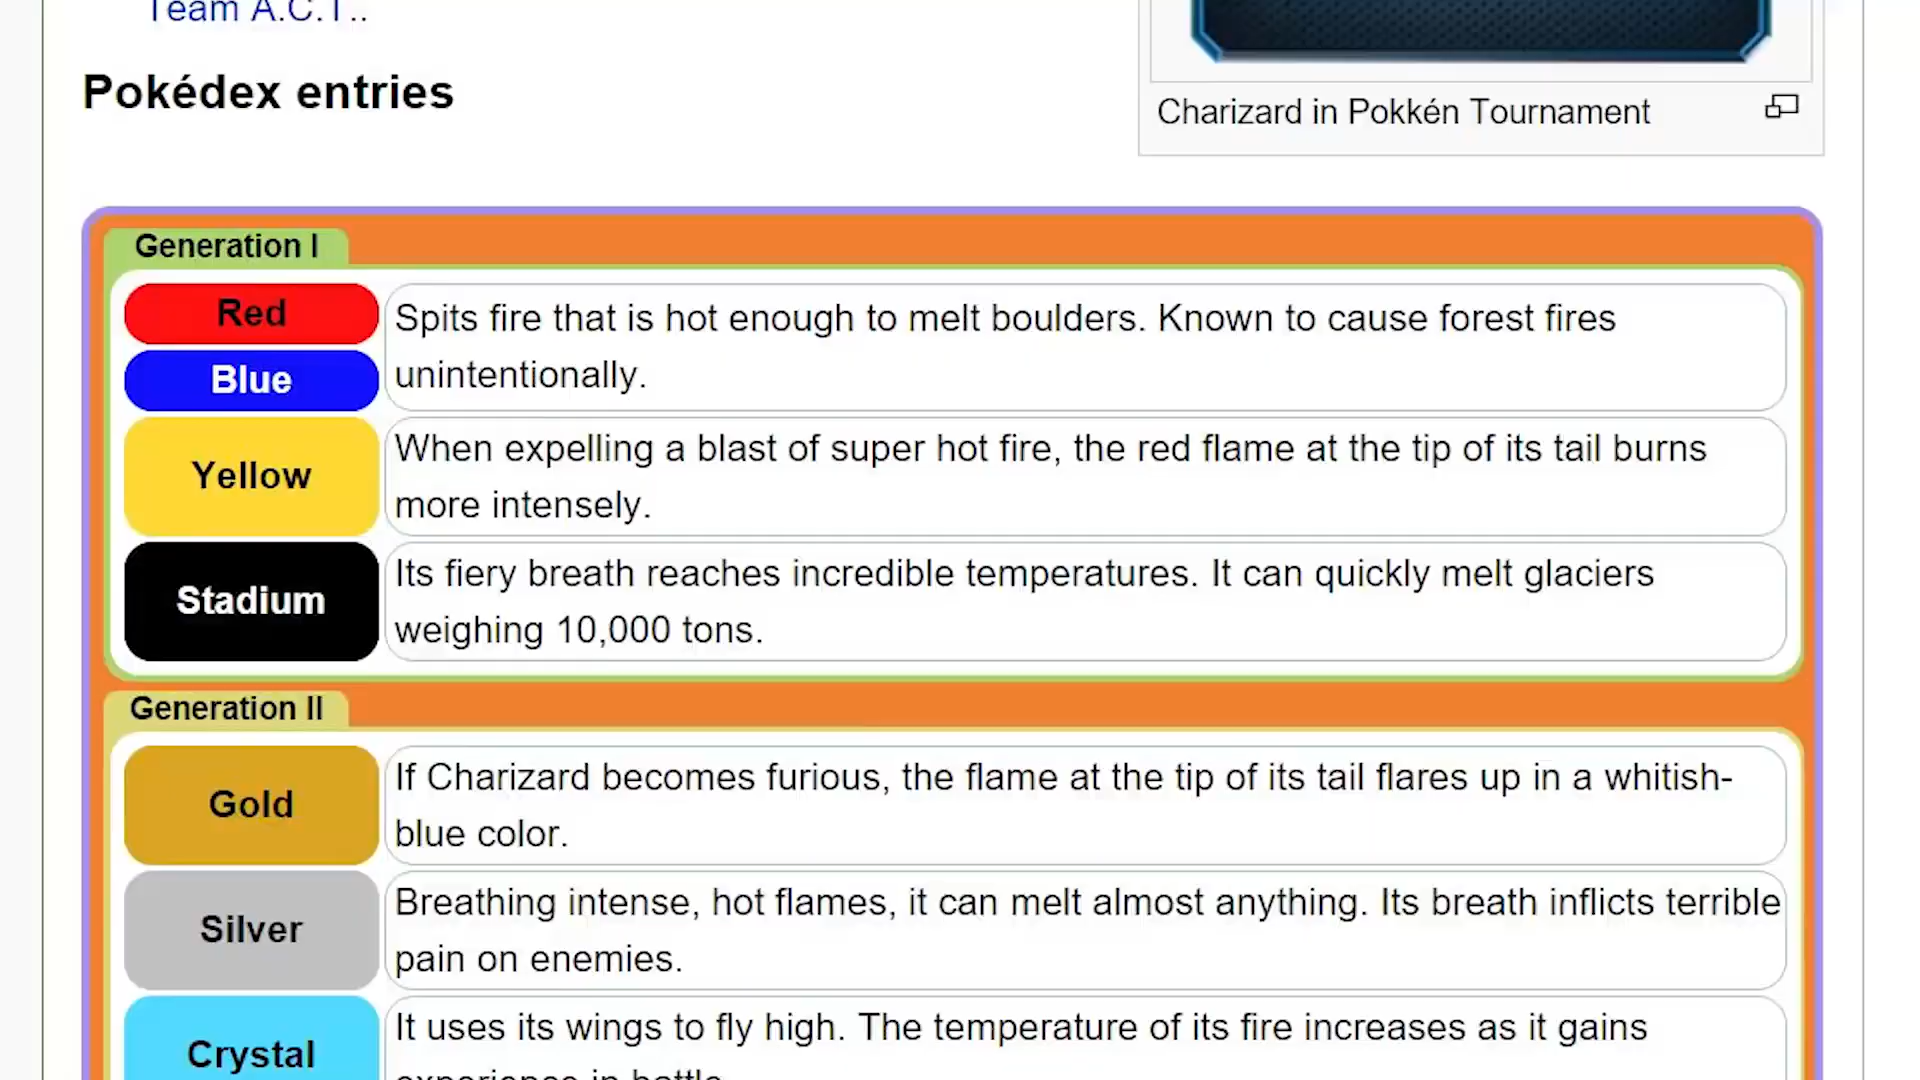 Team A.C.T..
Pokédex entries
Charizard in Pokkén Tournament
Generation I
Red
Blue
Spits fire that is hot enough to melt boulders. Known to cause forest fires
unintentionally.
Yellow
When expelling a blast of super hot fire, the red flame at the tip of its tail burns
more intensely.
Stadium
Its fiery breath reaches incredible temperatures. It can quickly melt glaciers
weighing 10,000 tons.
Generation II
Gold
If Charizard becomes furious, the flame at the tip of its tail flares up in a whitish-
blue color.
Silver
Breathing intense, hot flames, it can melt almost anything. Its breath inflicts terrible
pain on enemies.
Crystal
It uses its wings to fly high. The temperature of its fire increases as it gains
experience in battle.